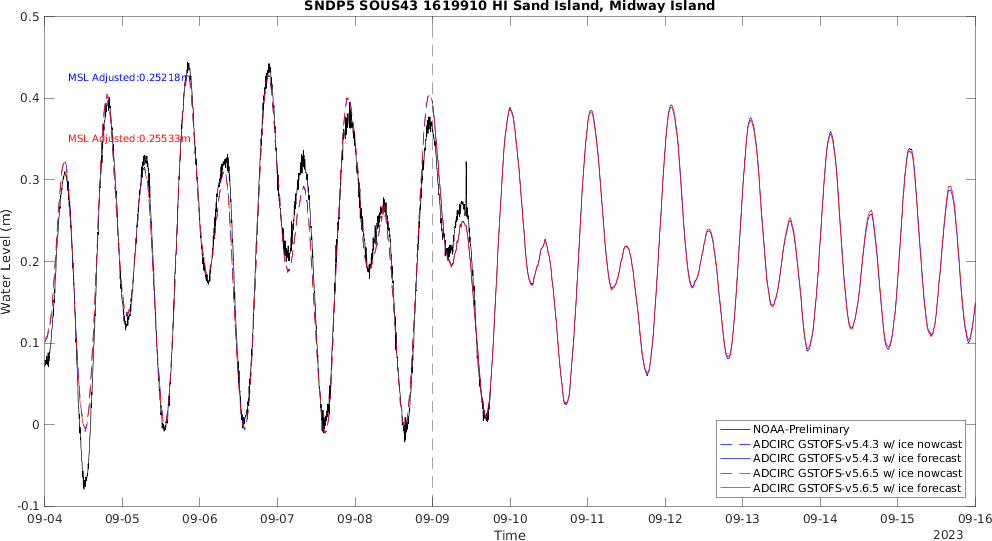 SNDP5 SOUS43 1619910 HI Sand Island, Midway Island
0.5
0.4
0.3
0.2
0.1
0
-0.1
Water Level (m)
MSL Adjusted:0.25218m
MSL Adjusted:0.25533m
NOAA-Preliminary
ADCIRC GSTOFS-v5.4.3 w/ ice nowcast
ADCIRC GSTOFS-v5.4.3 w/ ice forecast
ADCIRC GSTOFS-v5.6.5 w/ ice nowcast
ADCIRC GSTOFS-v5.6.5 w/ ice forecast
09-04 09-05 09-06 09-07 09-08 09-09 09-10 09-11 09-12 09-13 09-14 09-15 09-16
Time
2023